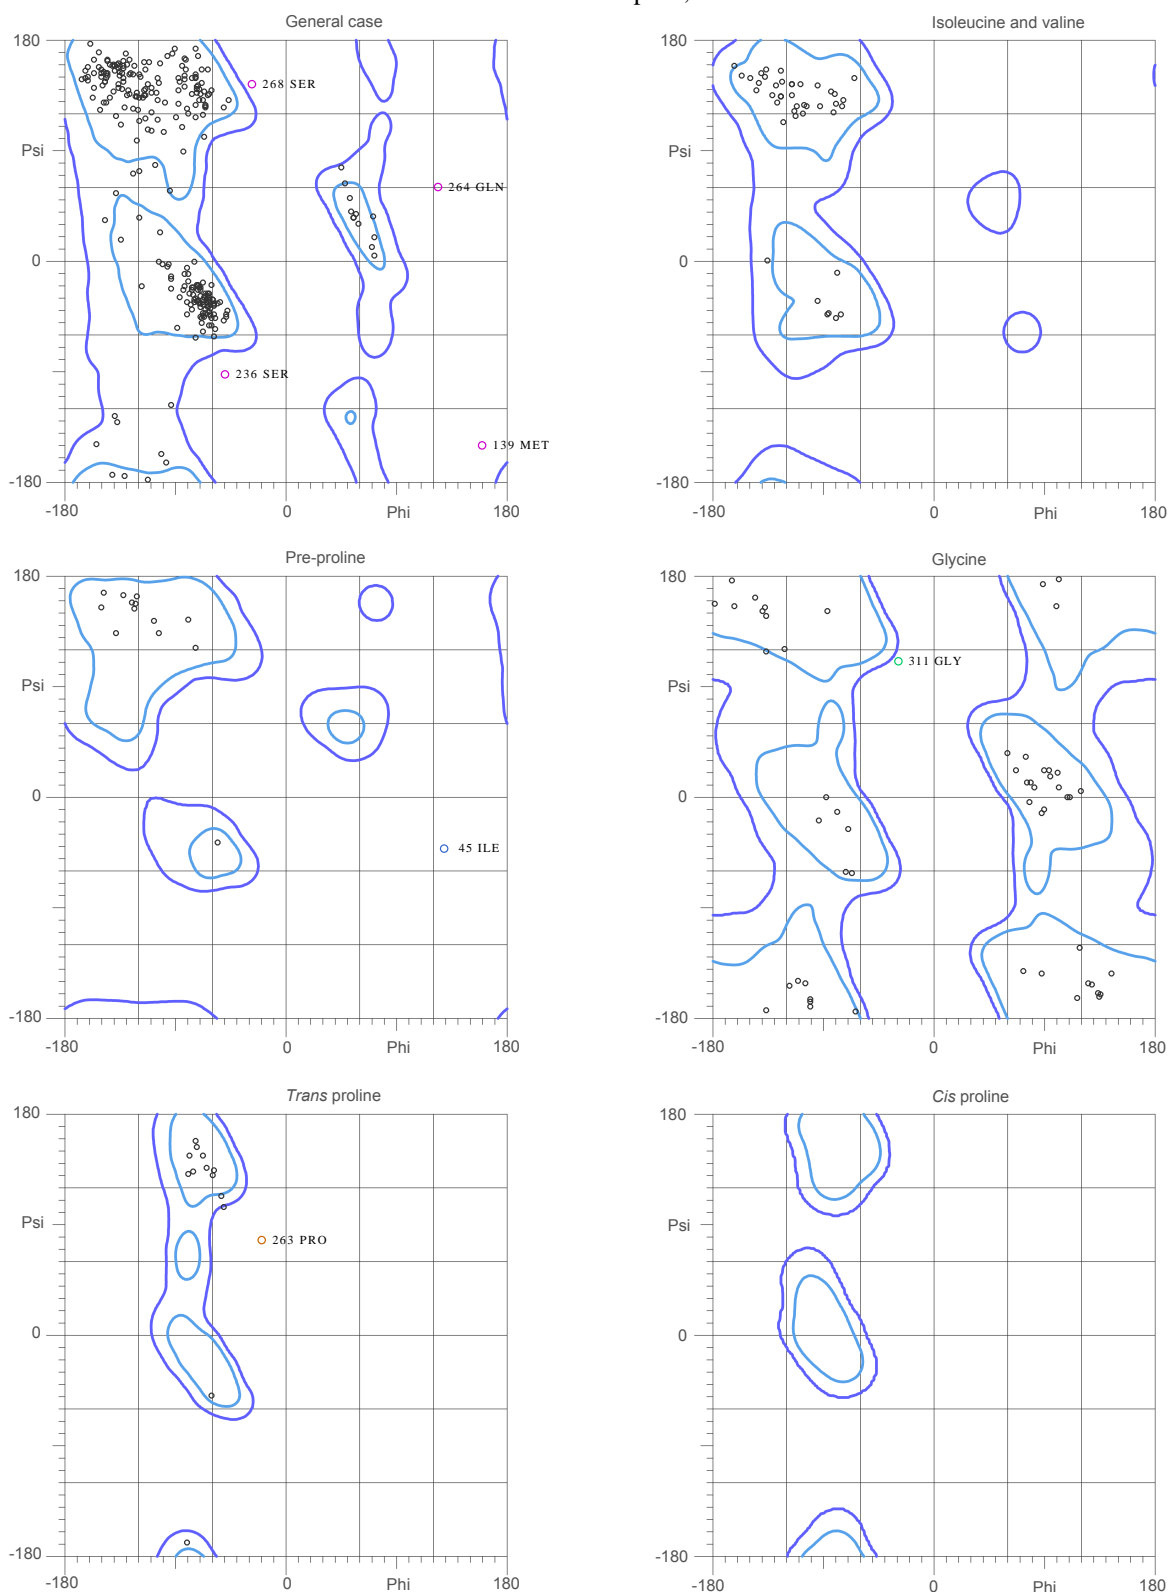 General case
180
268 SER
Psi
264 GLN
0
236 SER
139 MET
-180
-180
0
Phi
180
Isoleucine and valine
180
Psi
0
-180
-180
0
Phi
180
Pre-proline
180
Psi
0
45 ILE
-180
-180
0
Phi
180
Glycine
180
311 GLY
Psi
0
-180
-180
0
Phi
180
Trans proline
180
Psi
263 PRO
0
-180
-180
0
Phi
180
Cis proline
180
Psi
0
-180
-180
0
Phi
180